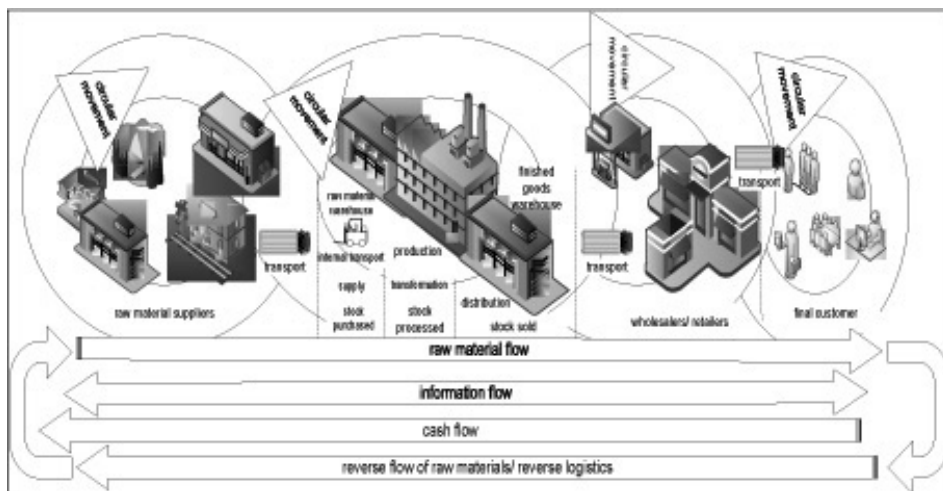 circular
movement
circular
movement
circular
movement
circular
movement
raw material
warehouse
finished
goods
warehouse
transport
internal transport
production
transport
transport
supply
transformation
distribution
raw material suppliers
stock
purchased
stock
processed
stock sold
wholesalers/ retailers
final customer
raw material flow
information flow
cash flow
reverse flow of raw materials/ reverse logistics